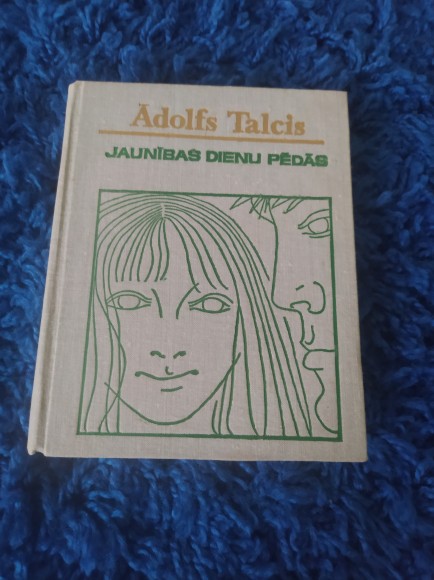 Ādolfs Talcis
JAUNĪBAS DIENU PĒDĀS